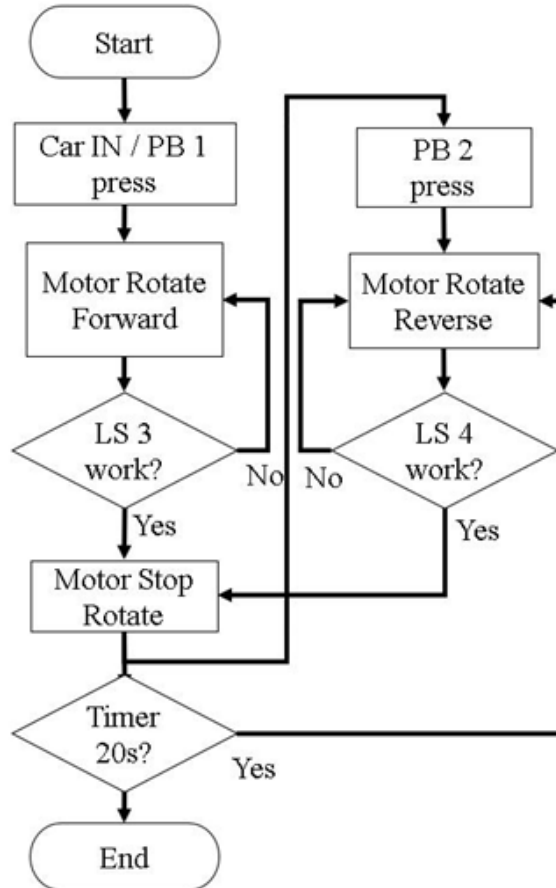 Start
Car IN / PB 1
press
Motor Rotate
Forward
LS 3
work?
No
Yes
Motor Stop
Rotate
Timer
20s?
Yes
End
PB 2
press
Motor Rotate
Reverse
LS 4
work?
No
Yes